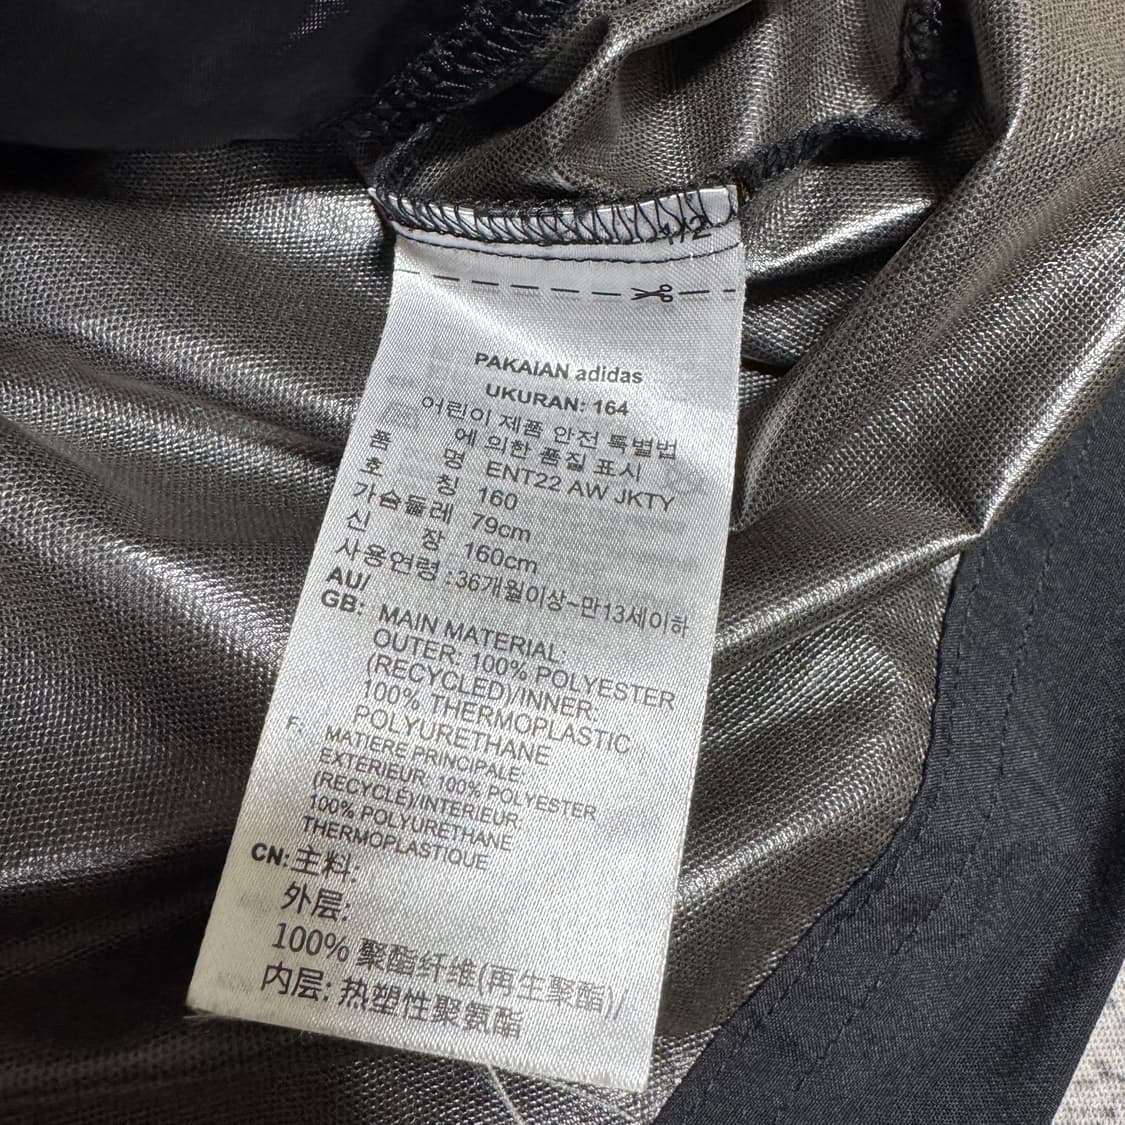 1/2
PAKAIAN adidas
UKURAN: 164
어린이 제품 안전 특별법
에 의한 품질 표시
품 명 ENT22 AW JKTY
호 칭 160
가슴둘레 79cm
신 장 160cm
사용연령 : 36개월이상~만13세이하
AU/
GB: MAIN MATERIAL:
OUTER: 100% POLYESTER
(RECYCLED)/INNER:
100% THERMOPLASTIC
POLYURETHANE
F: MATIERE PRINCIPALE:
EXTERIEUR: 100% POLYESTER
(RECYCLE)/INTERIEUR:
100% POLYURETHANE
THERMOPLASTIQUE
CN: 主料:
外层:
100% 聚酯纤维(再生聚酯)/
内层: 热塑性聚氨酯